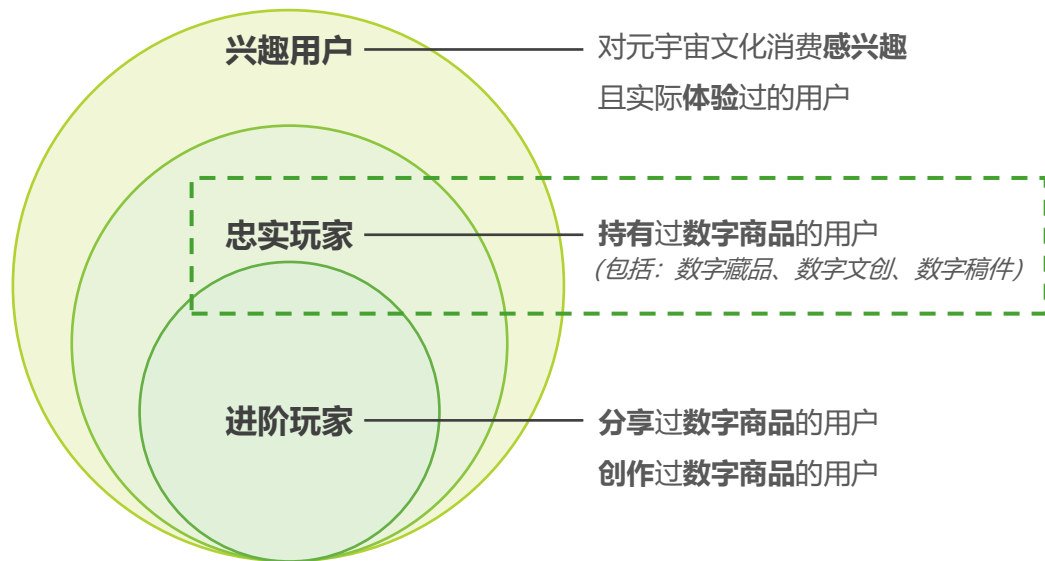 兴趣用户
对元宇宙文化消费感兴趣
且实际体验过的用户
忠实玩家
持有过数字商品的用户
（包括：数字藏品、数字文创、数字稿件）
进阶玩家
分享过数字商品的用户
创作过数字商品的用户